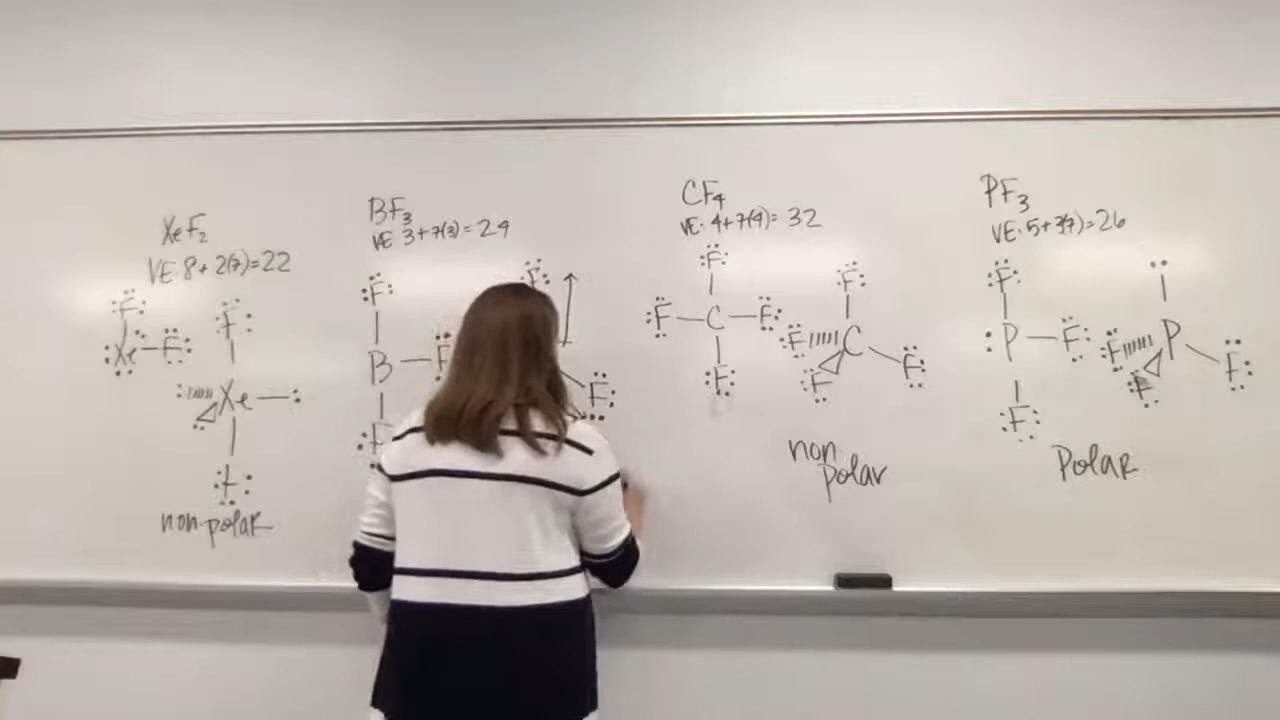 XeF₂
VE: 8+2(7)=22
F
Xe—F
F
Xe
F
non-polar
BF₃
VE 3+7(3)=24
F
B—F
F
F
F
CF₄
VE: 4+7(4)=32
F
F—C—F
F
F
F C
F F
non
polar
PF₃
VE: 5+3(7)=26
F
P—F
F
F P
F F
Polar